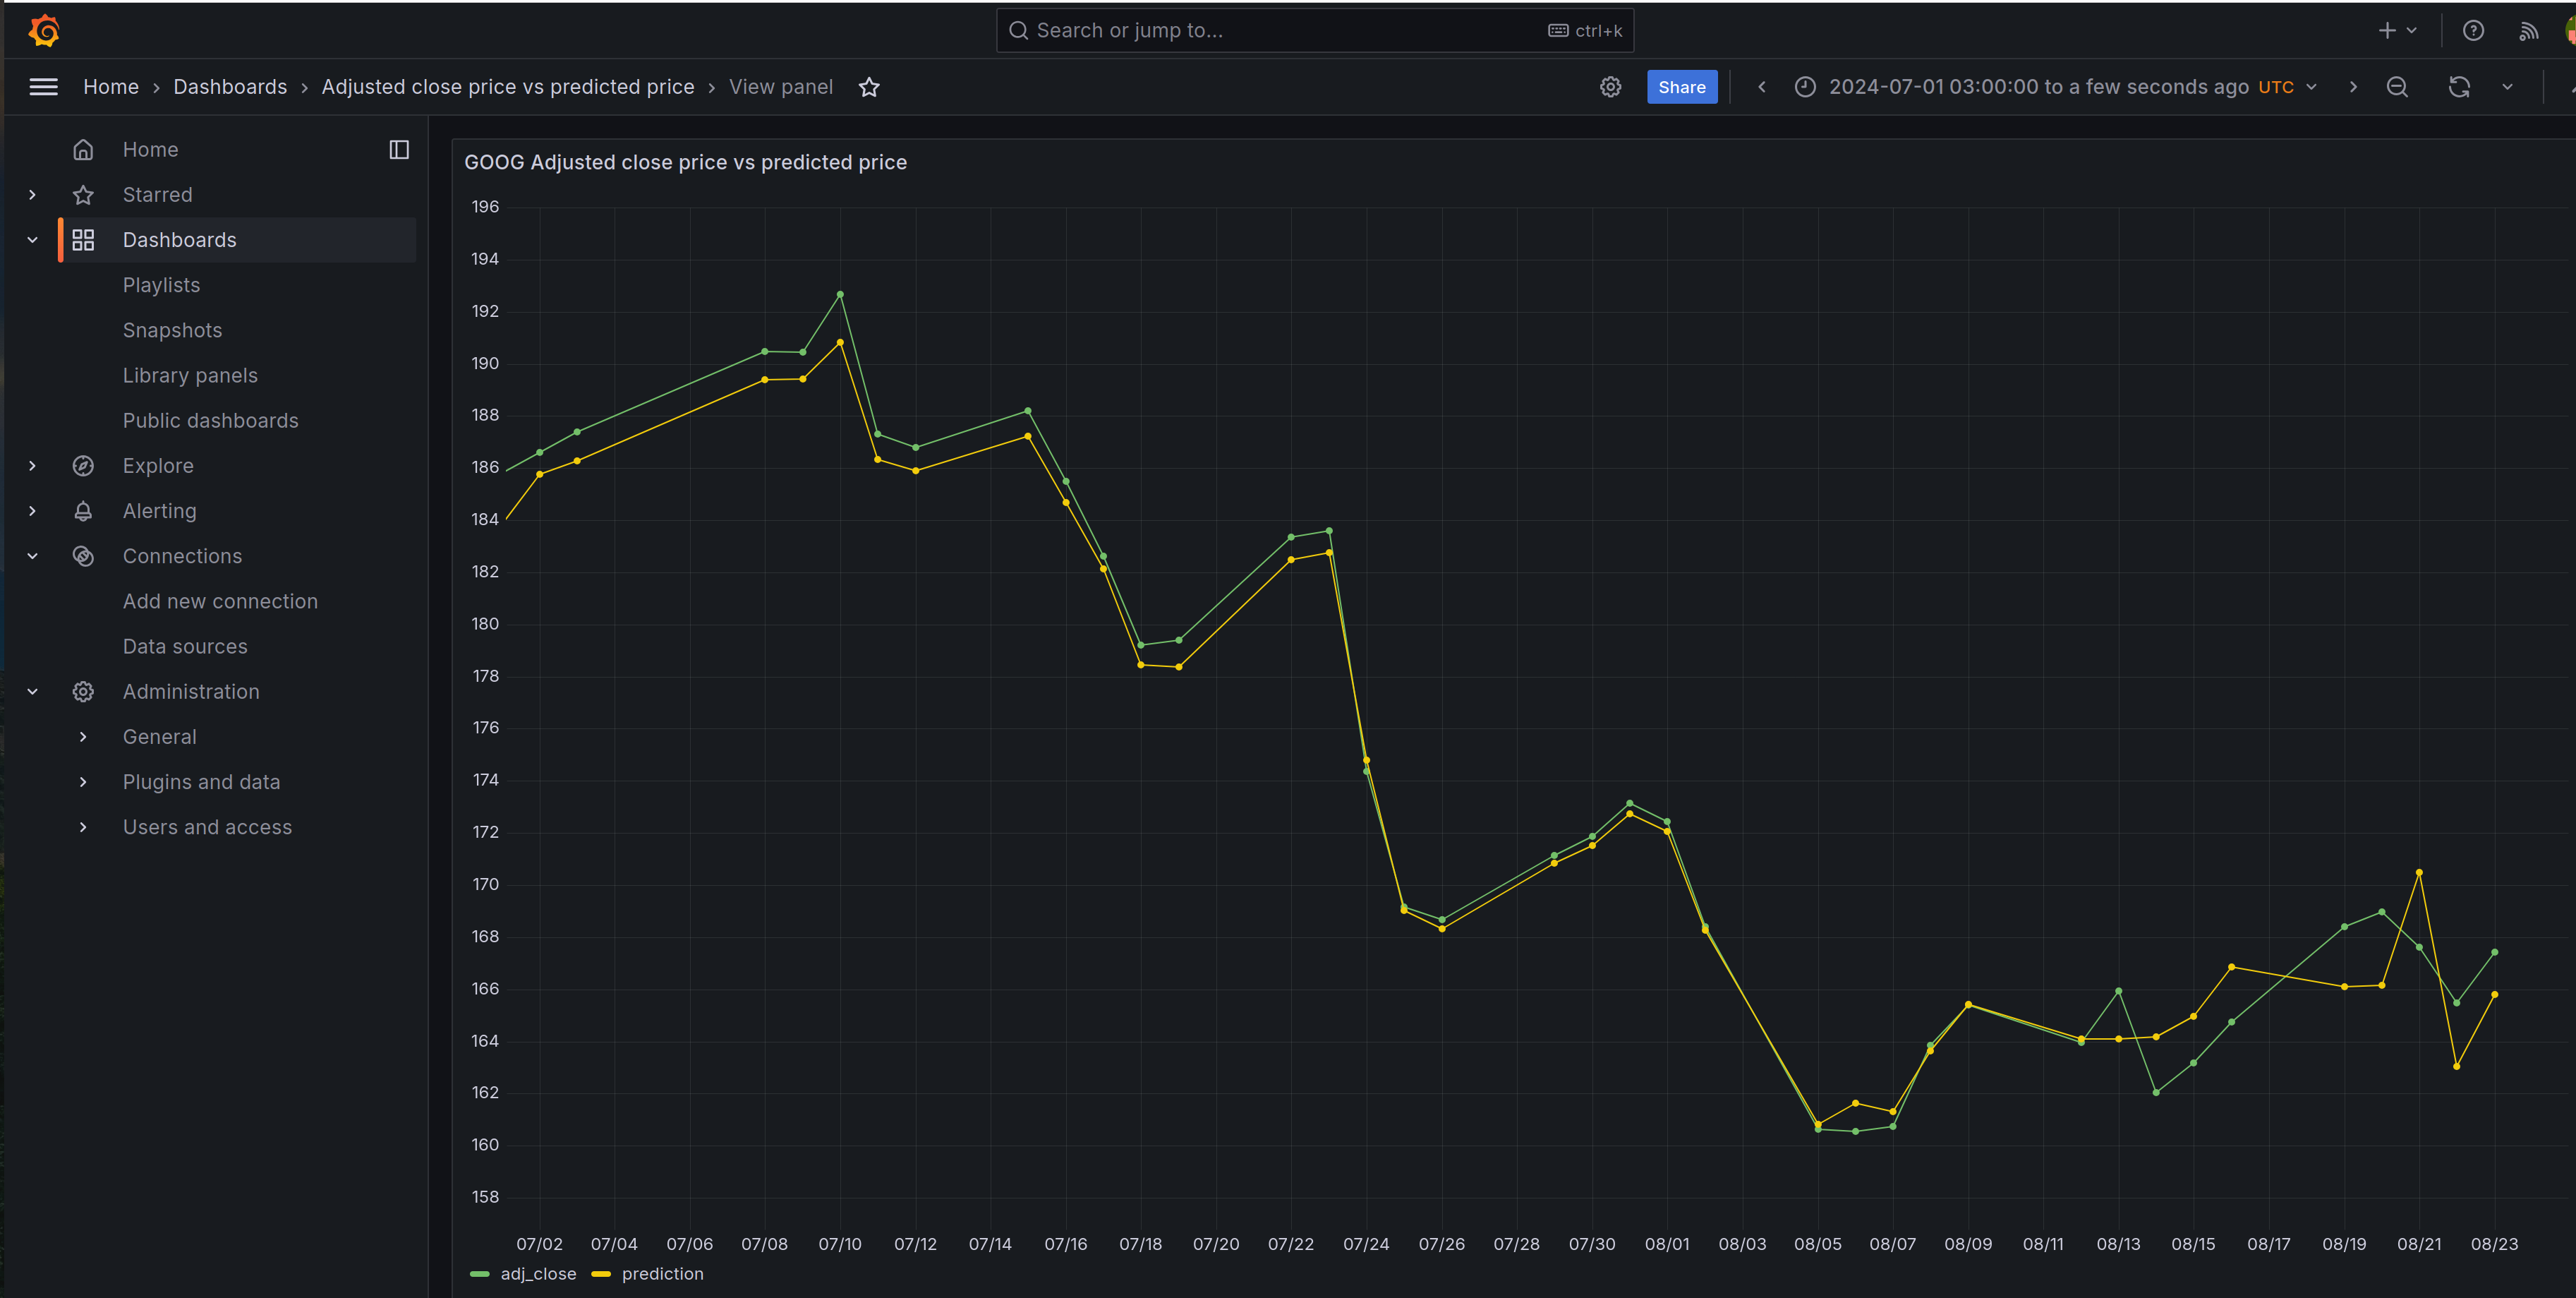 Search or jump to... ctrl+k
Home › Dashboards › Adjusted close price vs predicted price › View panel
Share
2024-07-01 03:00:00 to a few seconds ago UTC
Home
Starred
Dashboards
Playlists
Snapshots
Library panels
Public dashboards
Explore
Alerting
Connections
Add new connection
Data sources
Administration
General
Plugins and data
Users and access
GOOG Adjusted close price vs predicted price
196
194
192
190
188
186
184
182
180
178
176
174
172
170
168
166
164
162
160
158
07/02 07/04 07/06 07/08 07/10 07/12 07/14 07/16 07/18 07/20 07/22 07/24 07/26 07/28 07/30 08/01 08/03 08/05 08/07 08/09 08/11 08/13 08/15 08/17 08/19 08/21 08/23
adj_close prediction